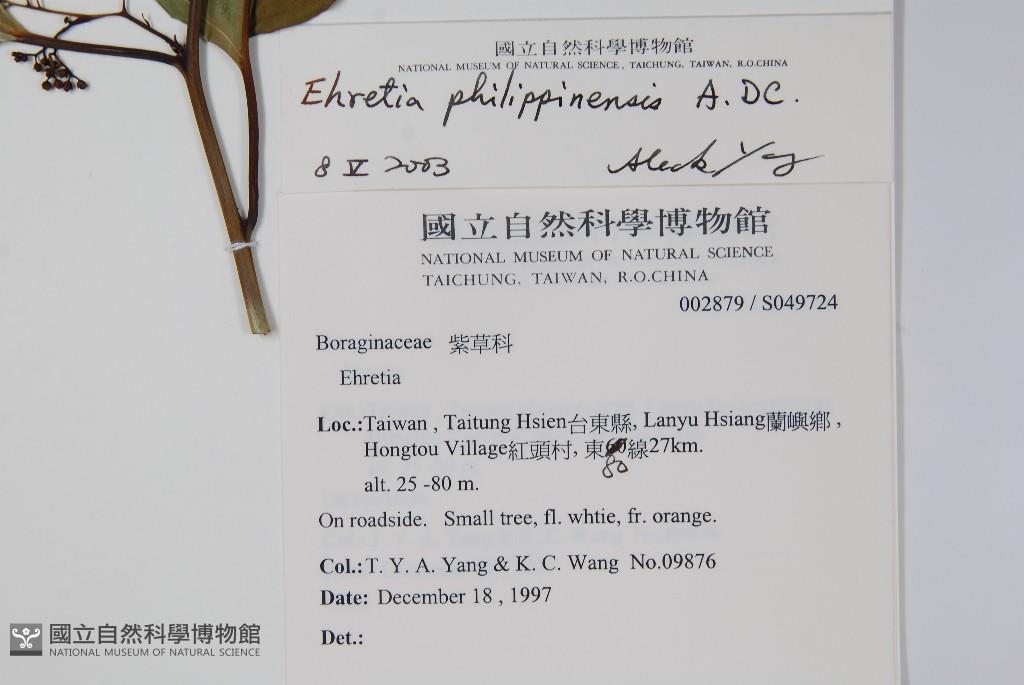 國立自然科學博物館
NATIONAL MUSEUM OF NATURAL SCIENCE, TAICHUNG, TAIWAN, R.O.CHINA
Ehretia philippinensis A. DC.
8 V 2003 Aleck Yang
國立自然科學博物館
NATIONAL MUSEUM OF NATURAL SCIENCE
TAICHUNG, TAIWAN, R.O.CHINA
002879 / S049724
Boraginaceae 紫草科
Ehretia
Loc.:Taiwan , Taitung Hsien台東縣, Lanyu Hsiang蘭嶼鄉 ,
Hongtou Village紅頭村, 東線27km.
80
alt. 25 -80 m.
On roadside. Small tree, fl. whtie, fr. orange.
Col.:T. Y. A. Yang & K. C. Wang No.09876
Date: December 18 , 1997
Det.:
國立自然科學博物館
NATIONAL MUSEUM OF NATURAL SCIENCE